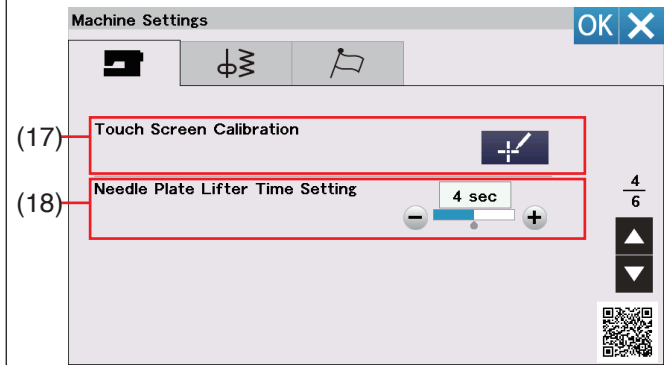 Machine Settings
OK
(17)
Touch Screen Calibration
(18)
Needle Plate Lifter Time Setting
4 sec
4
6